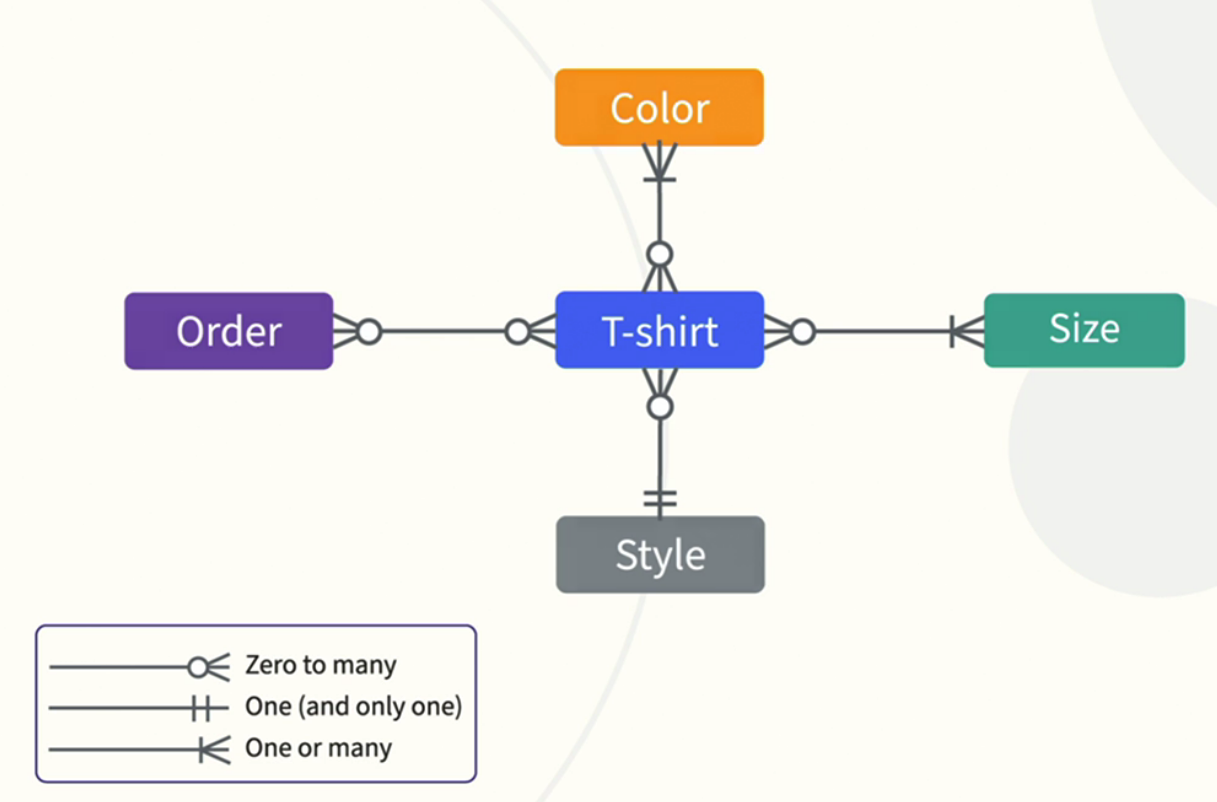 Color
Order
T-shirt
Size
Style
Zero to many
One (and only one)
One or many